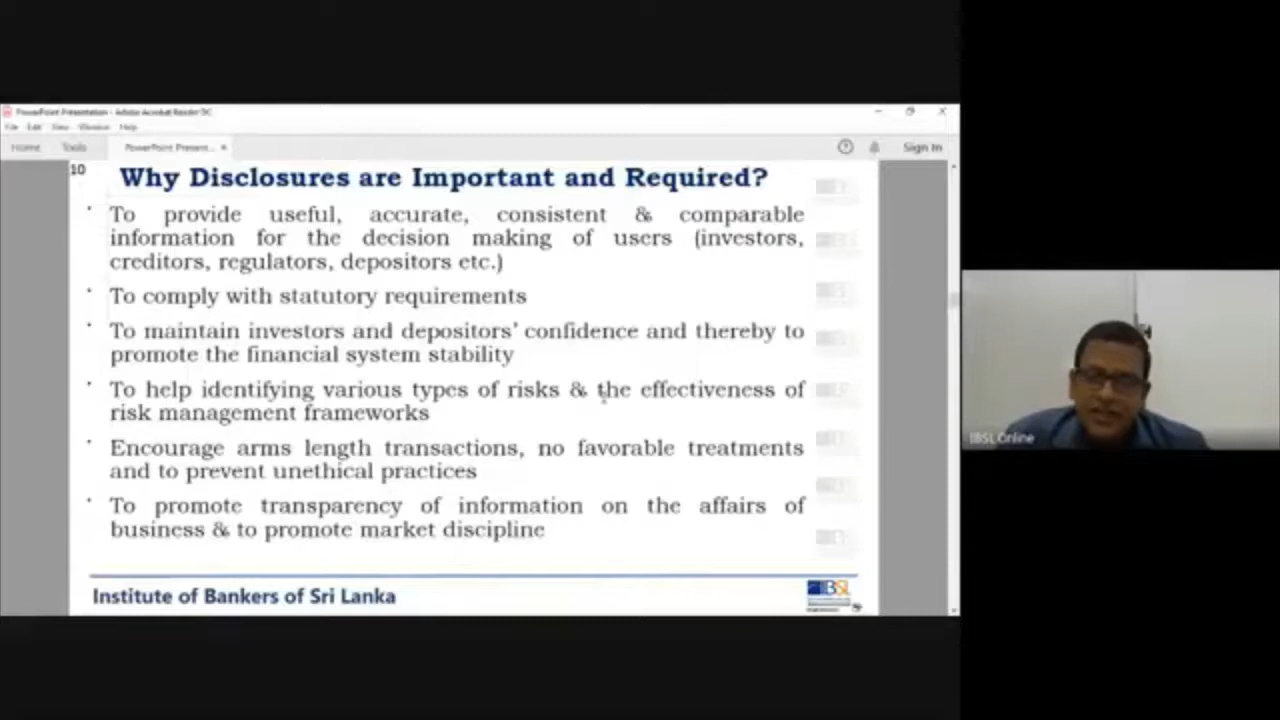 PowerPoint Presentation - Adobe Acrobat Reader DC
File Edit View Window Help
Home Tools PowerPoint Present... × Sign In
10
Why Disclosures are Important and Required?
To provide useful, accurate, consistent & comparable
information for the decision making of users (investors,
creditors, regulators, depositors etc.)
To comply with statutory requirements
To maintain investors and depositors’ confidence and thereby to
promote the financial system stability
To help identifying various types of risks & the effectiveness of
risk management frameworks
Encourage arms length transactions, no favorable treatments
and to prevent unethical practices
To promote transparency of information on the affairs of
business & to promote market discipline
Institute of Bankers of Sri Lanka
IBSL
IBSL Online